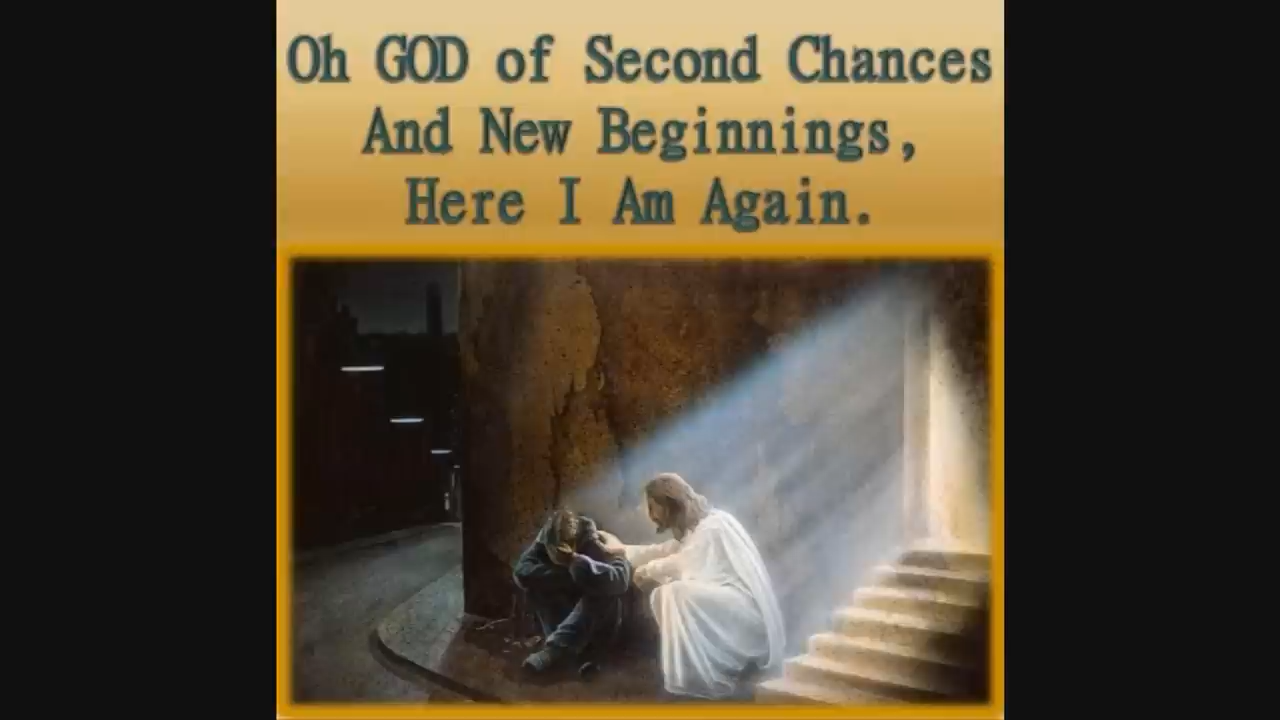 Oh GOD of Second Chances
And New Beginnings,
Here I Am Again.